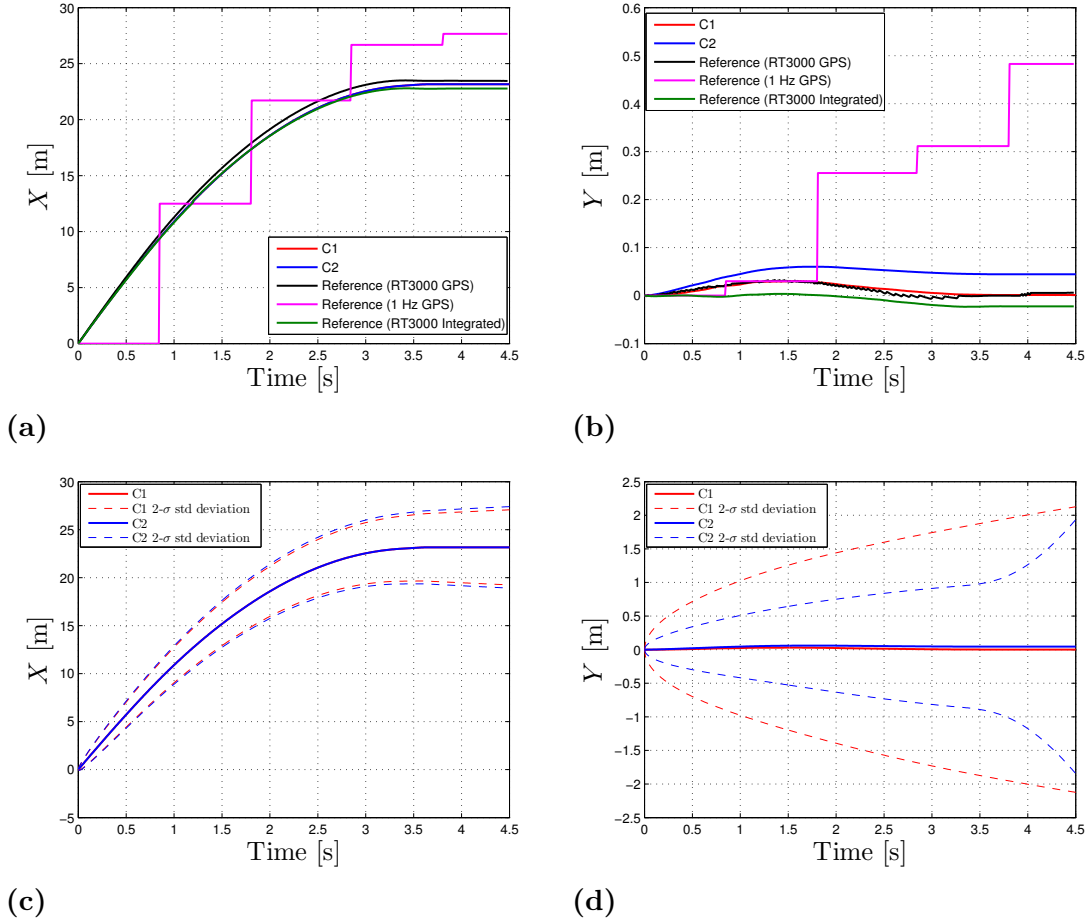 30
25
20
15
10
5
0
X [m]
0 0.5 1 1.5 2 2.5 3 3.5 4 4.5
Time [s]
C1
C2
Reference (RT3000 GPS)
Reference (1 Hz GPS)
Reference (RT3000 Integrated)
(a)
0.6
0.5
0.4
0.3
0.2
0.1
0
−0.1
Y [m]
0 0.5 1 1.5 2 2.5 3 3.5 4 4.5
Time [s]
C1
C2
Reference (RT3000 GPS)
Reference (1 Hz GPS)
Reference (RT3000 Integrated)
(b)
30
25
20
15
10
5
0
−5
X [m]
0 0.5 1 1.5 2 2.5 3 3.5 4 4.5
Time [s]
C1
C1 2-σ std deviation
C2
C2 2-σ std deviation
(c)
2.5
2
1.5
1
0.5
0
−0.5
−1
−1.5
−2
−2.5
Y [m]
0 0.5 1 1.5 2 2.5 3 3.5 4 4.5
Time [s]
C1
C1 2-σ std deviation
C2
C2 2-σ std deviation
(d)